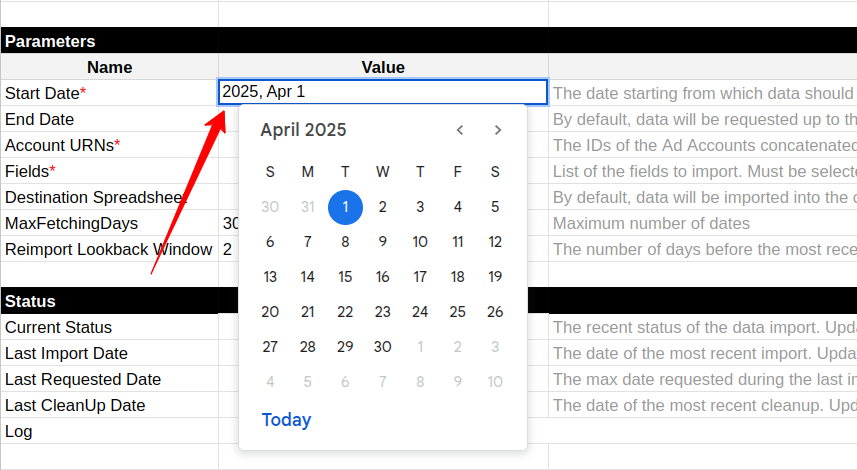 Parameters
Name Value
Start Date* 2025, Apr 1 The date starting from which data should
End Date By default, data will be requested up to th
Account URNs* The IDs of the Ad Accounts concatenated
Fields* List of the fields to import. Must be selecte
Destination Spreadshee By default, data will be imported into the d
MaxFetchingDays 30 Maximum number of dates
Reimport Lookback Window 2 The number of days before the most rece
April 2025 < >
S M T W T F S
30 31 1 2 3 4 5
6 7 8 9 10 11 12
13 14 15 16 17 18 19
20 21 22 23 24 25 26
27 28 29 30 1 2 3
4 5 6 7 8 9 10
Today
Status
Current Status The recent status of the data import. Upda
Last Import Date The date of the most recent import. Upda
Last Requested Date The max date requested during the last in
Last CleanUp Date The date of the most recent cleanup. Upd
Log